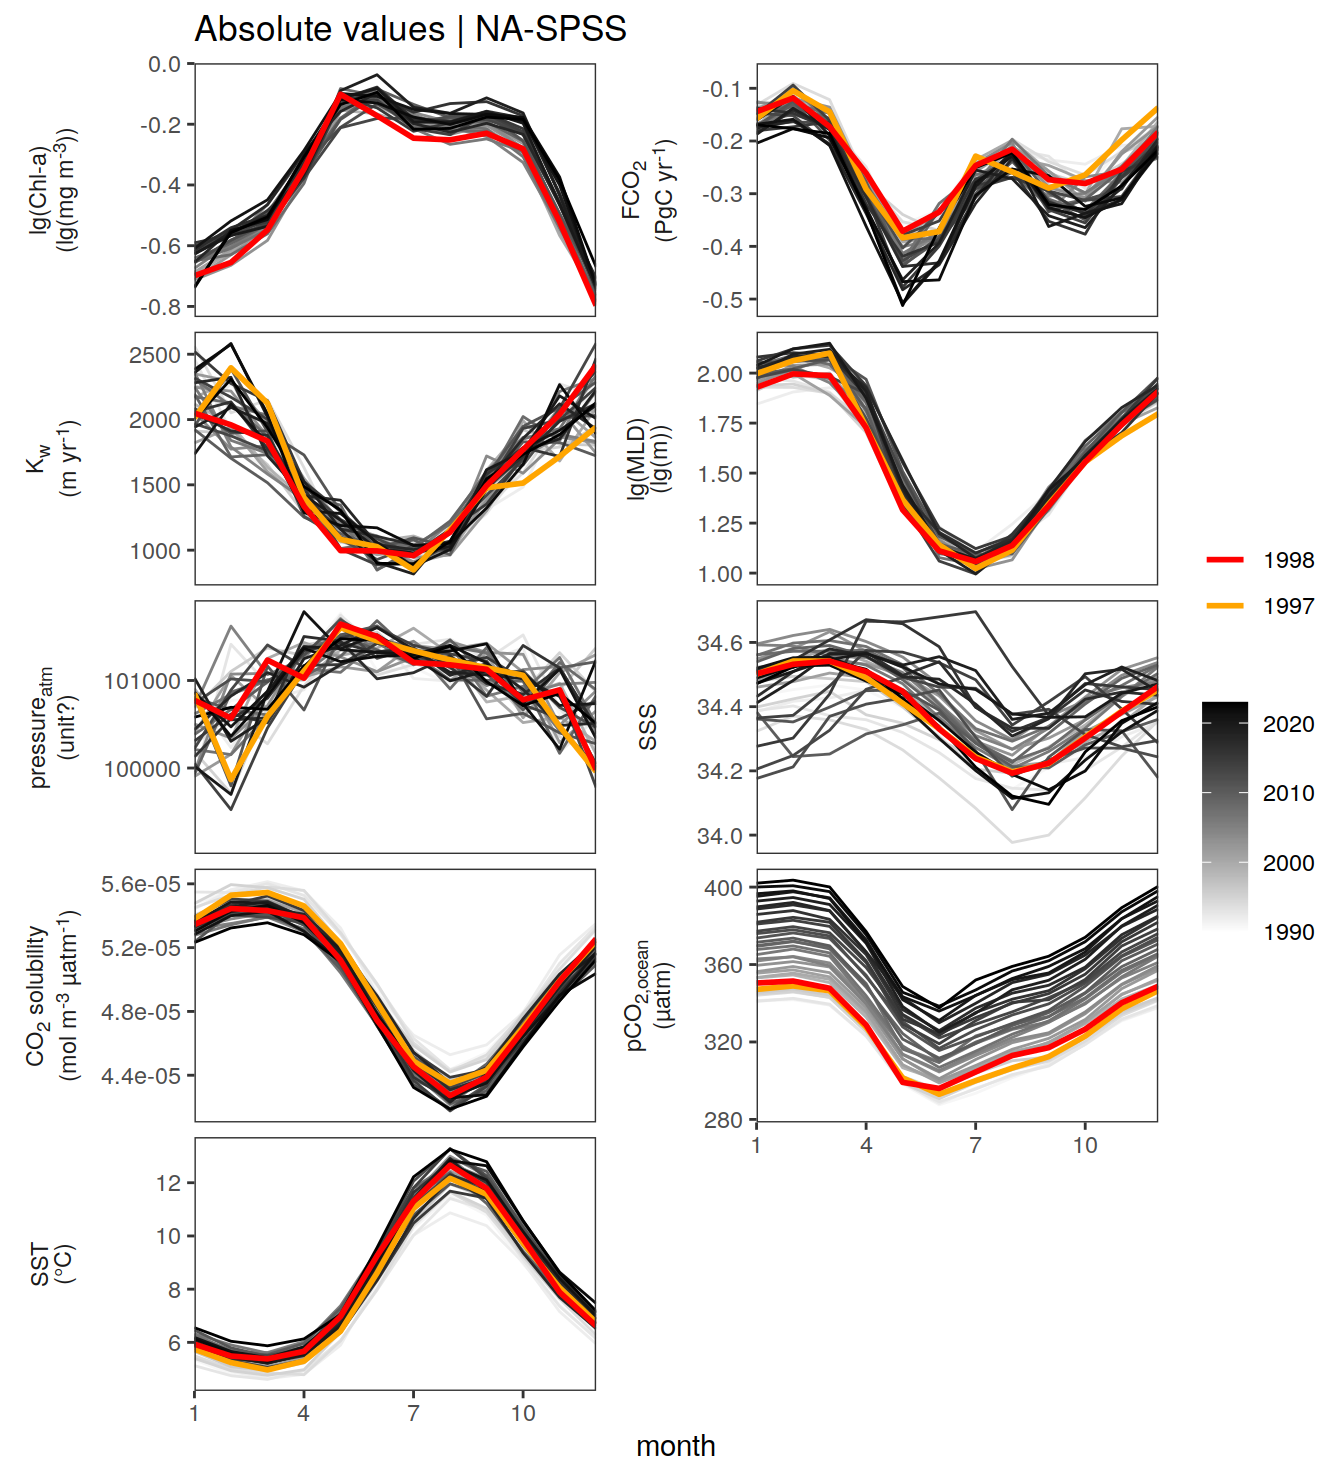 Absolute values | NA-SPSS
lg(Chl-a)
(lg(mg m⁻³))
0.0
-0.2
-0.4
-0.6
-0.8
FCO₂
(PgC yr⁻¹)
-0.1
-0.2
-0.3
-0.4
-0.5
K_w
(m yr⁻¹)
2500
2000
1500
1000
lg(MLD)
(lg(m))
2.00
1.75
1.50
1.25
1.00
pressure_atm
(unit?)
101000
100000
SSS
34.6
34.4
34.2
34.0
CO₂ solubility
(mol m⁻³ µatm⁻¹)
5.6e-05
5.2e-05
4.8e-05
4.4e-05
pCO₂,ocean
(µatm)
400
360
320
280
1 4 7 10
SST
(°C)
12
10
8
6
1 4 7 10
month
1998
1997
2020
2010
2000
1990